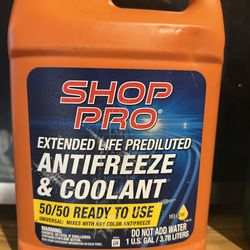 SHOP
PRO
EXTENDED LIFE PREDILUTED
ANTIFREEZE
& COOLANT
50/50 READY TO USE
UNIVERSAL: MIXES WITH ANY COLOR ANTIFREEZE
WARNING:
DO NOT ADD WATER
1 U.S. GAL / 3.78 LITERS